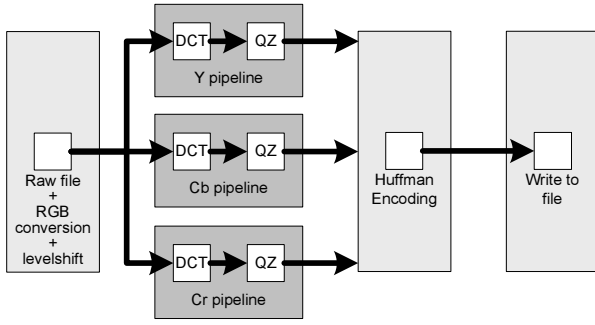 DCT QZ
Y pipeline
DCT QZ
Cb pipeline
DCT QZ
Cr pipeline
Raw file
+
RGB
conversion
+
levelshift
Huffman
Encoding
Write to
file